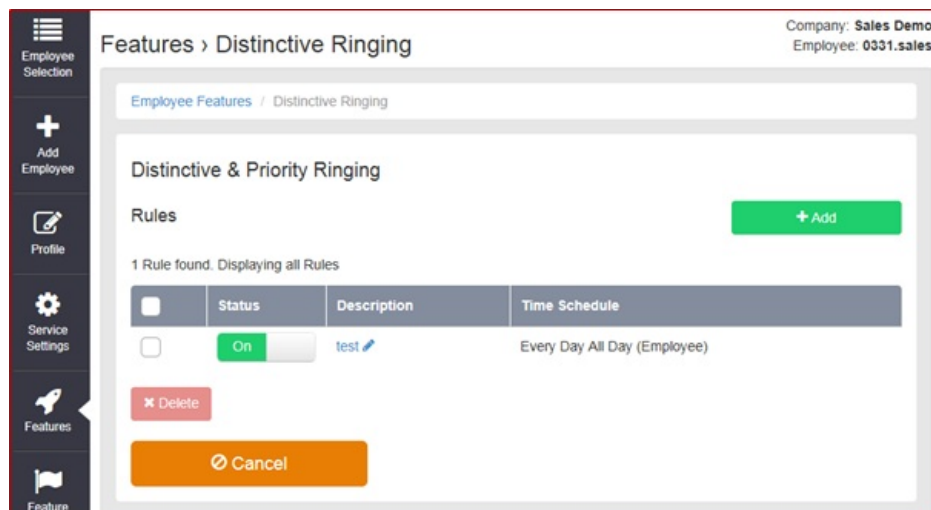 Employee
Selection
Add
Employee
Profile
Service
Settings
Features
Feature
Features › Distinctive Ringing
Company: Sales Demo
Employee: 0331.sales
Employee Features / Distinctive Ringing
Distinctive & Priority Ringing
Rules
Add
1 Rule found. Displaying all Rules
Status Description Time Schedule
On test Every Day All Day (Employee)
Delete
Cancel